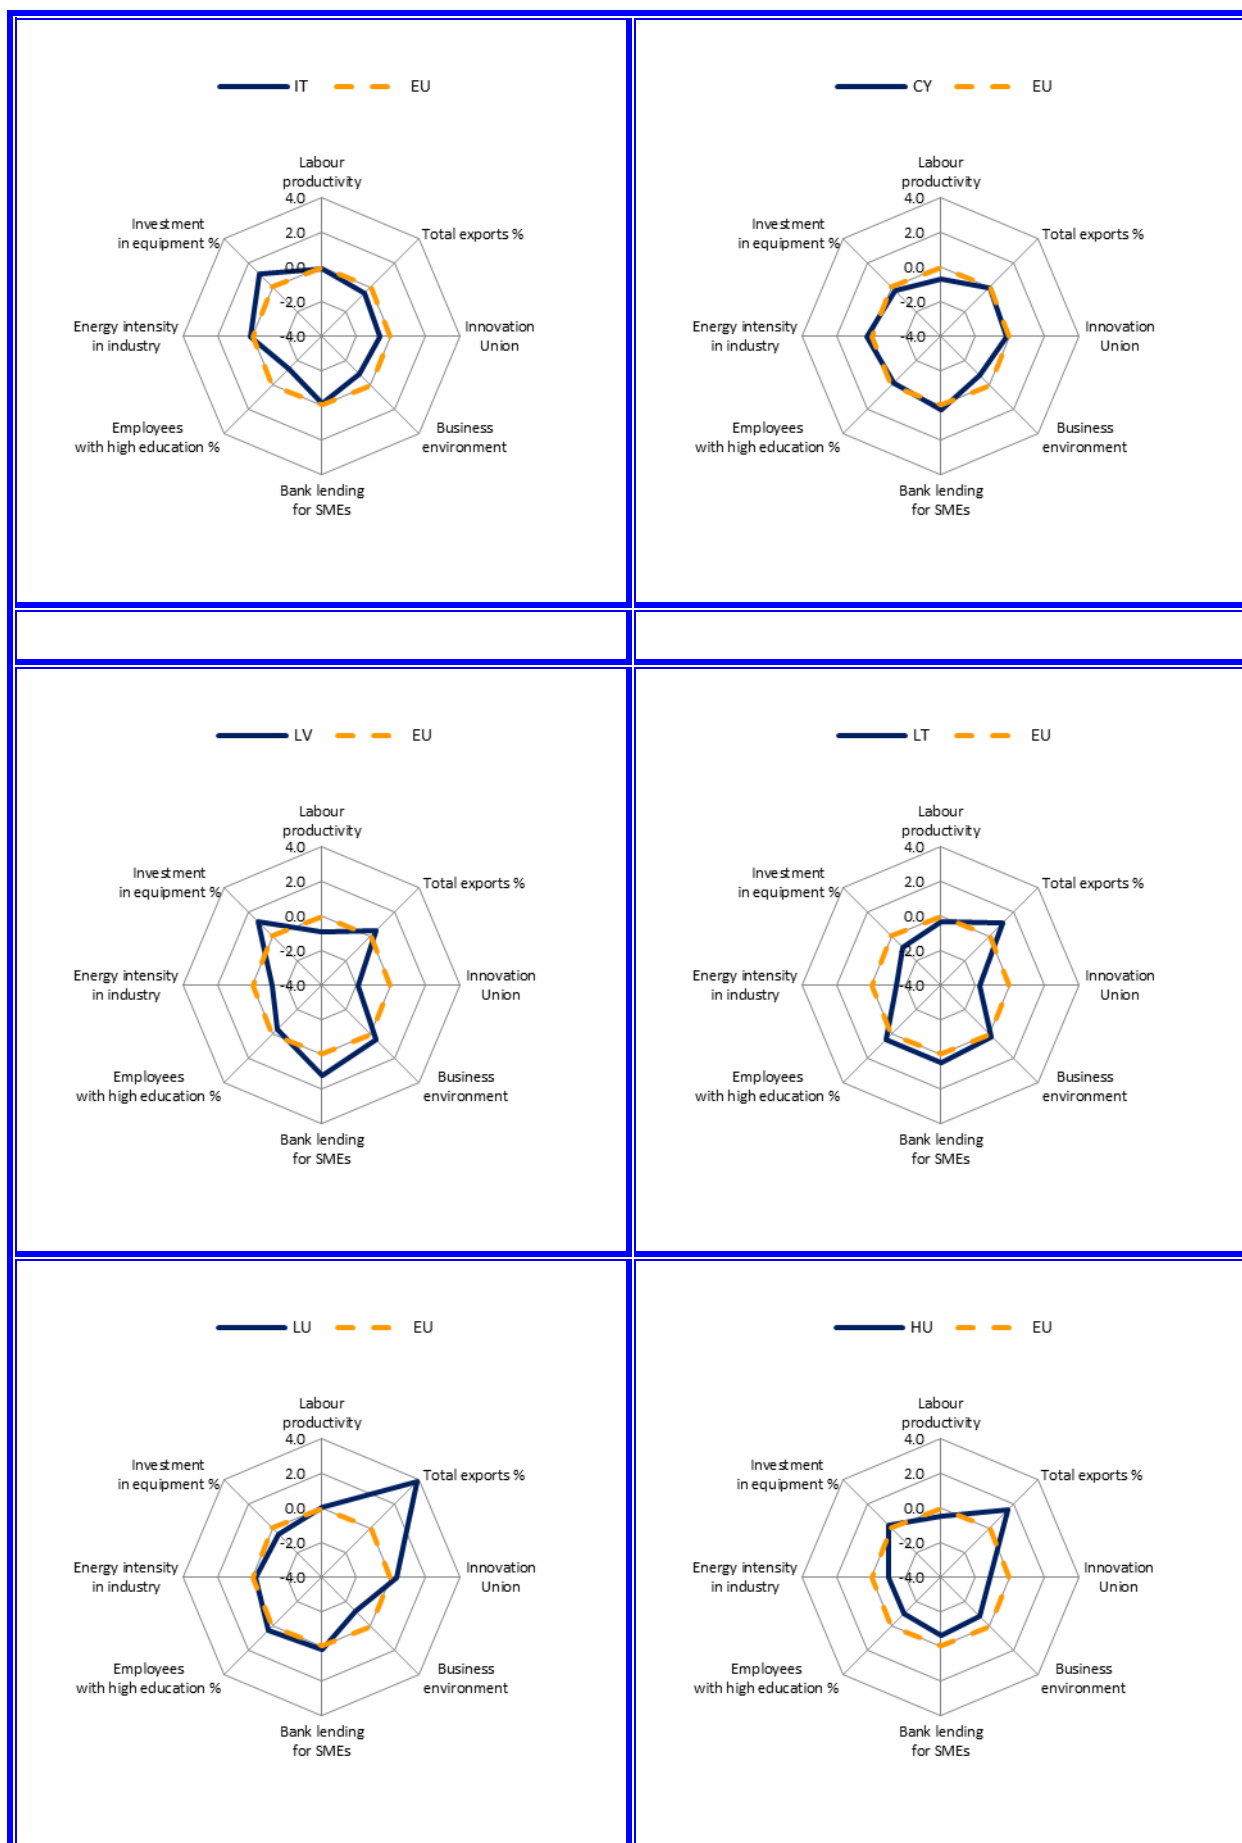 IT EU
Labour
productivity
4.0
Investment
in equipment %
Total exports %
2.0
0.0
-2.0
Energy intensity
in industry
-4.0
Innovation
Union
Employees
with high education %
Business
environment
Bank lending
for SMEs
CY EU
Labour
productivity
4.0
Investment
in equipment %
Total exports %
2.0
0.0
-2.0
Energy intensity
in industry
-4.0
Innovation
Union
Employees
with high education %
Business
environment
Bank lending
for SMEs
LV EU
Labour
productivity
4.0
Investment
in equipment %
Total exports %
2.0
0.0
-2.0
Energy intensity
in industry
-4.0
Innovation
Union
Employees
with high education %
Business
environment
Bank lending
for SMEs
LT EU
Labour
productivity
4.0
Investment
in equipment %
Total exports %
2.0
0.0
-2.0
Energy intensity
in industry
-4.0
Innovation
Union
Employees
with high education %
Business
environment
Bank lending
for SMEs
LU EU
Labour
productivity
4.0
Investment
in equipment %
Total exports %
2.0
0.0
-2.0
Energy intensity
in industry
-4.0
Innovation
Union
Employees
with high education %
Business
environment
Bank lending
for SMEs
HU EU
Labour
productivity
4.0
Investment
in equipment %
Total exports %
2.0
0.0
-2.0
Energy intensity
in industry
-4.0
Innovation
Union
Employees
with high education %
Business
environment
Bank lending
for SMEs